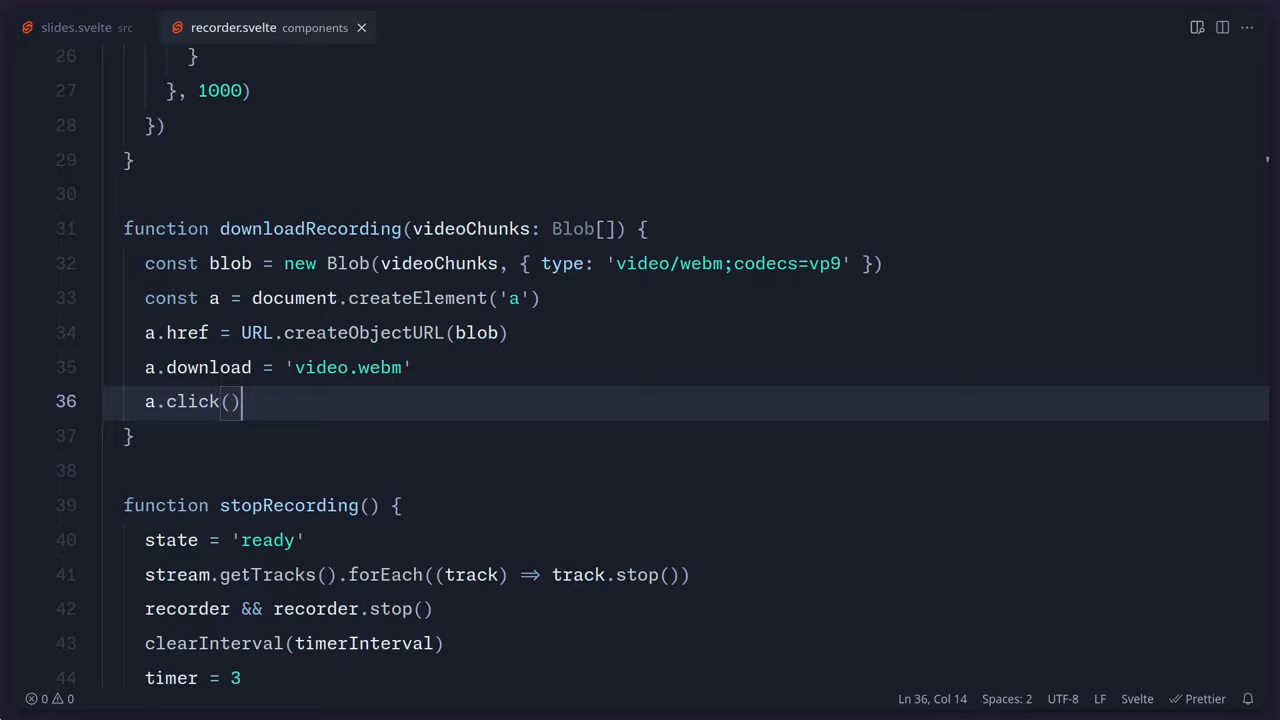 slides.svelte src
recorder.svelte components
26 }
27 }, 1000)
28 })
29 }
30
31 function downloadRecording(videoChunks: Blob[]) {
32 const blob = new Blob(videoChunks, { type: 'video/webm;codecs=vp9' })
33 const a = document.createElement('a')
34 a.href = URL.createObjectURL(blob)
35 a.download = 'video.webm'
36 a.click()
37 }
38
39 function stopRecording() {
40 state = 'ready'
41 stream.getTracks().forEach((track) => track.stop())
42 recorder && recorder.stop()
43 clearInterval(timerInterval)
44 timer = 3
0 0 Ln 36, Col 14 Spaces: 2 UTF-8 LF Svelte Prettier